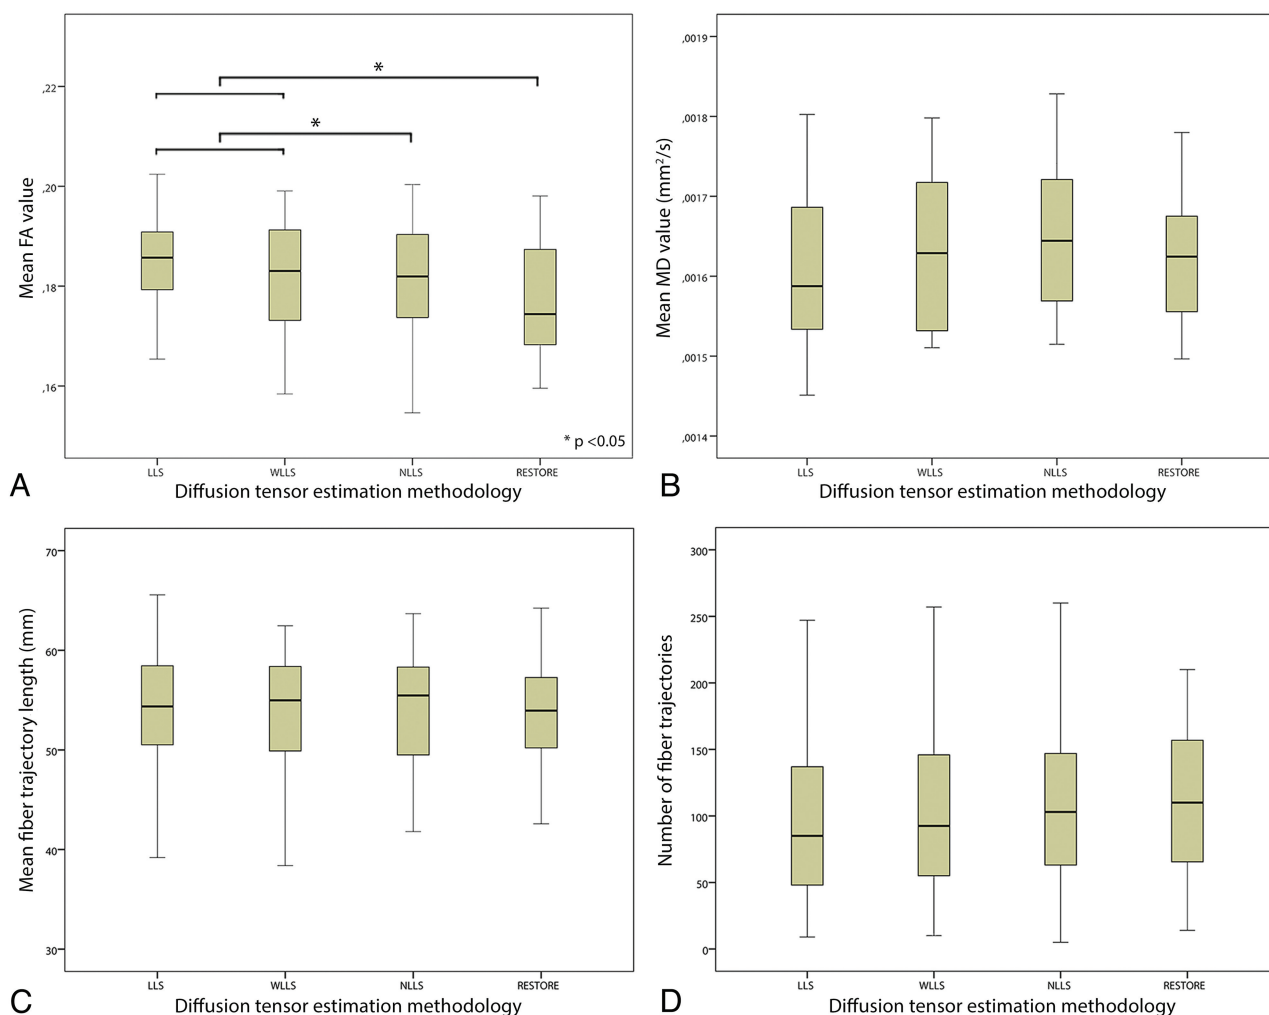 *
,22
*
,20
,18
,16
Mean FA value
* p <0.05
LLS WLLS NLLS RESTORE
A
Diffusion tensor estimation methodology
,0019
,0018
,0017
,0016
,0015
,0014
Mean MD value (mm²/s)
LLS WLLS NLLS RESTORE
B
Diffusion tensor estimation methodology
70
60
50
40
30
Mean fiber trajectory length (mm)
LLS WLLS NLLS RESTORE
C
Diffusion tensor estimation methodology
300
250
200
150
100
50
0
Number of fiber trajectories
LLS WLLS NLLS RESTORE
D
Diffusion tensor estimation methodology